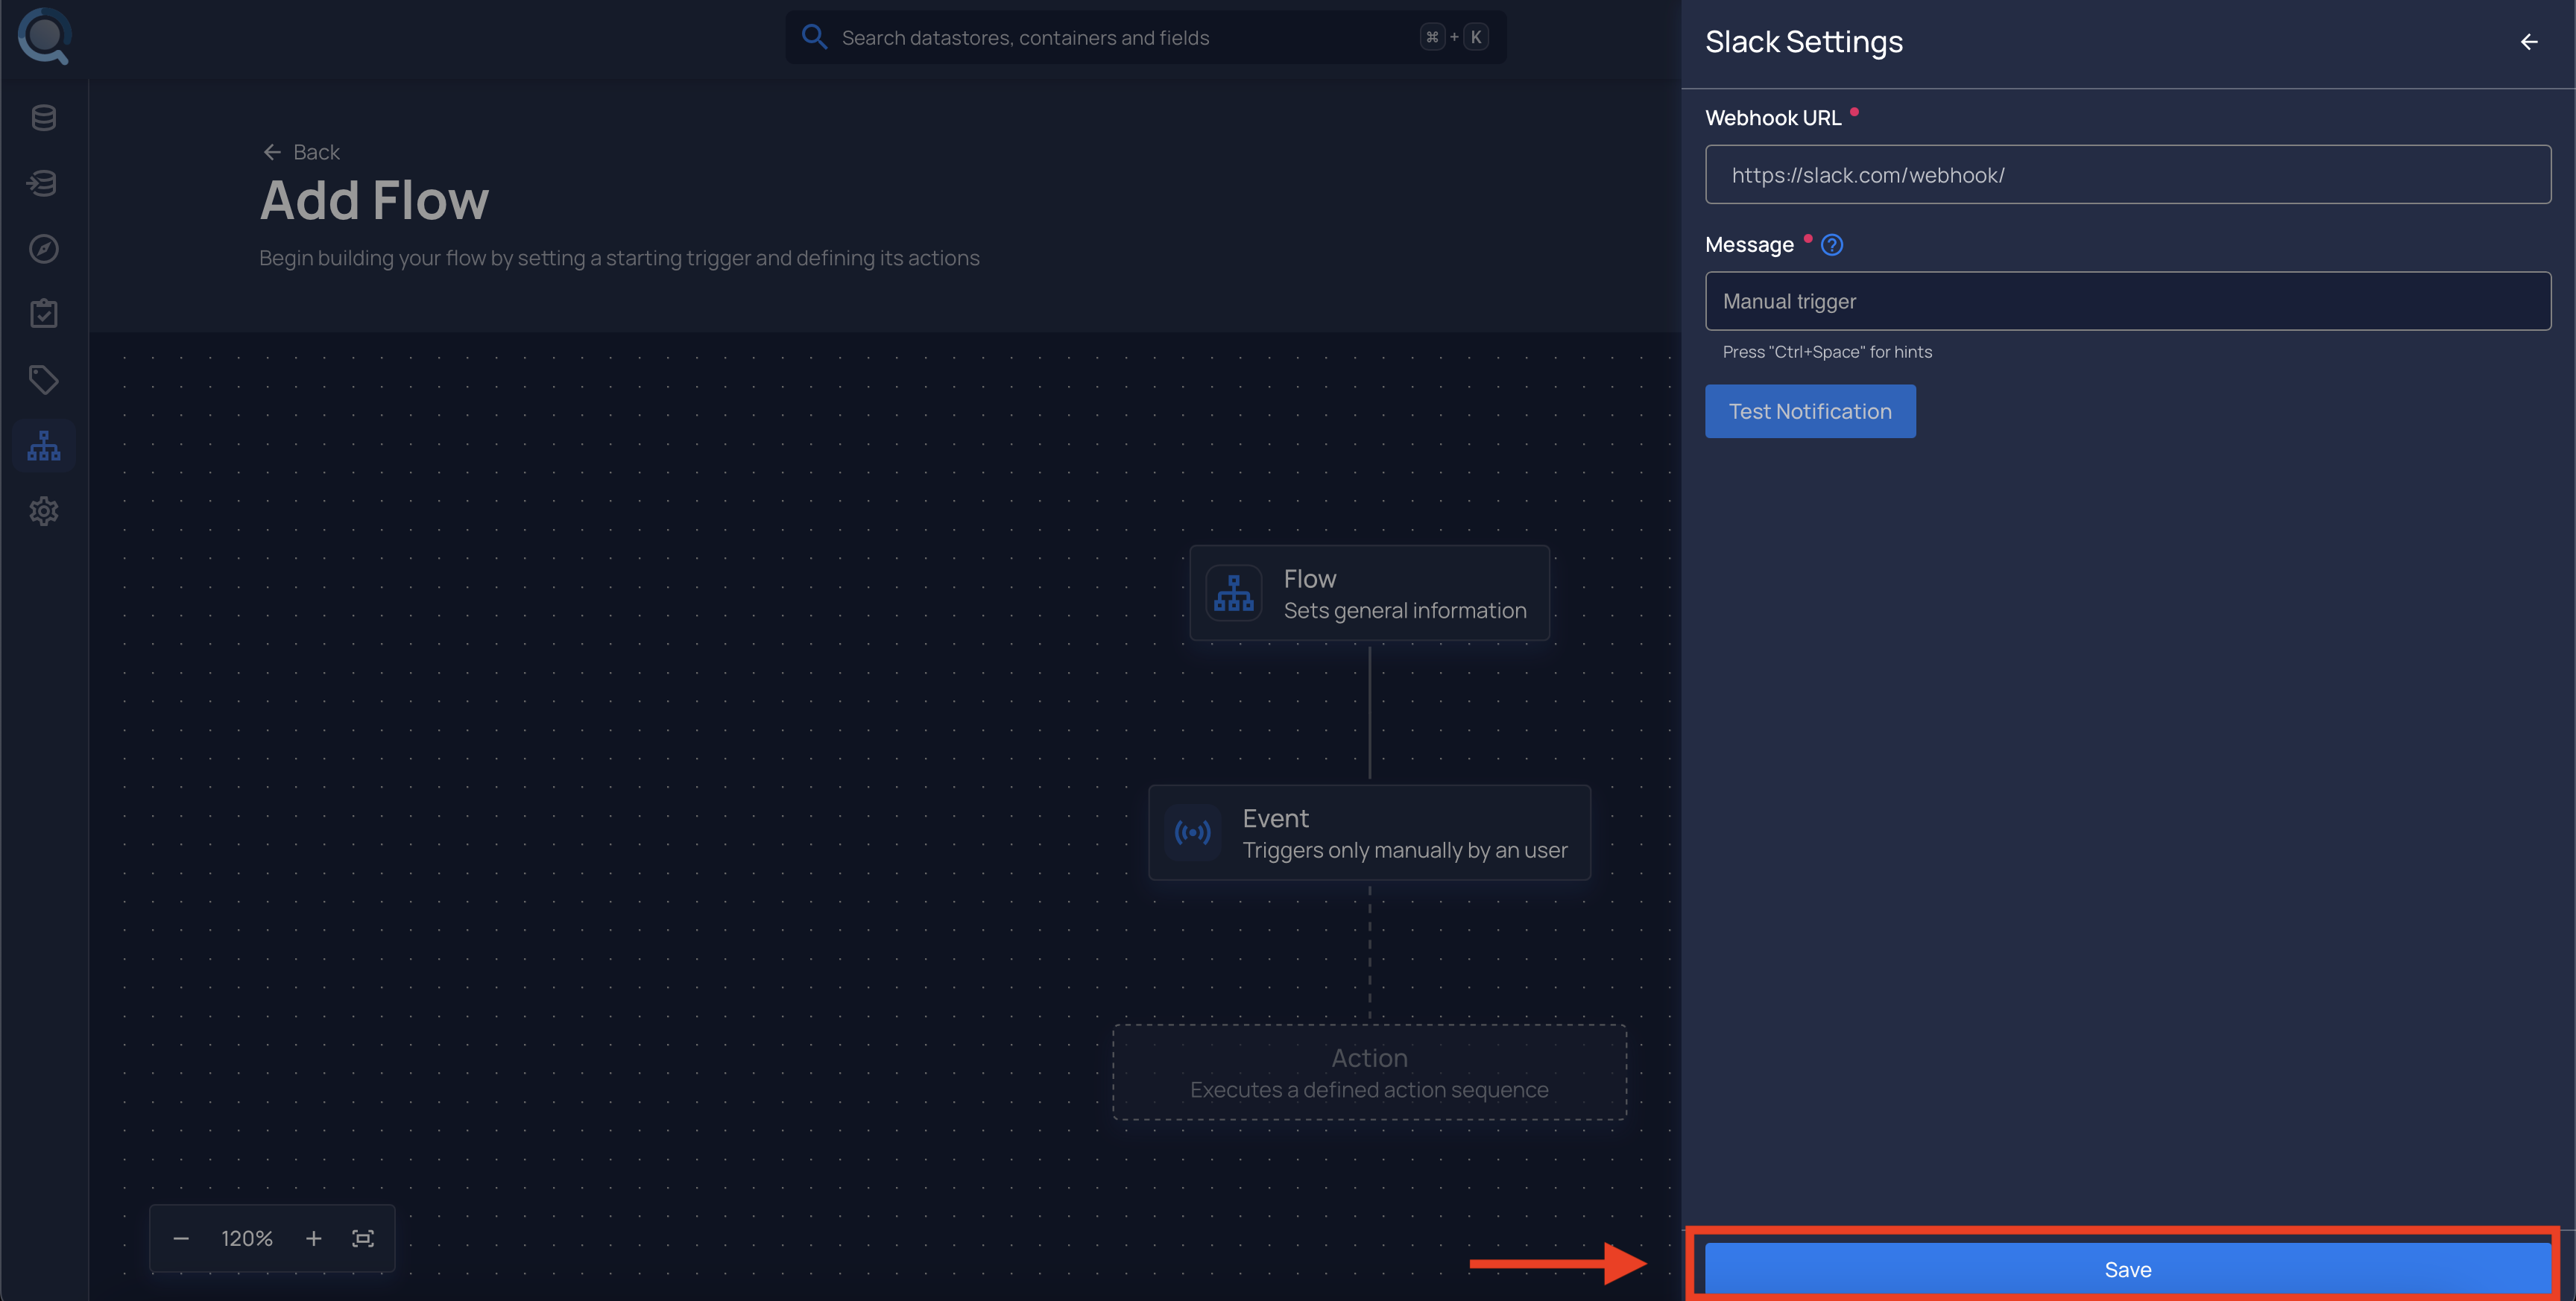 Search datastores, containers and fields
⌘ + K
Back
Add Flow
Begin building your flow by setting a starting trigger and defining its actions
Flow
Sets general information
Event
Triggers only manually by an user
Action
Executes a defined action sequence
120%
Slack Settings
Webhook URL
https://slack.com/webhook/
Message
Manual trigger
Press "Ctrl+Space" for hints
Test Notification
Save